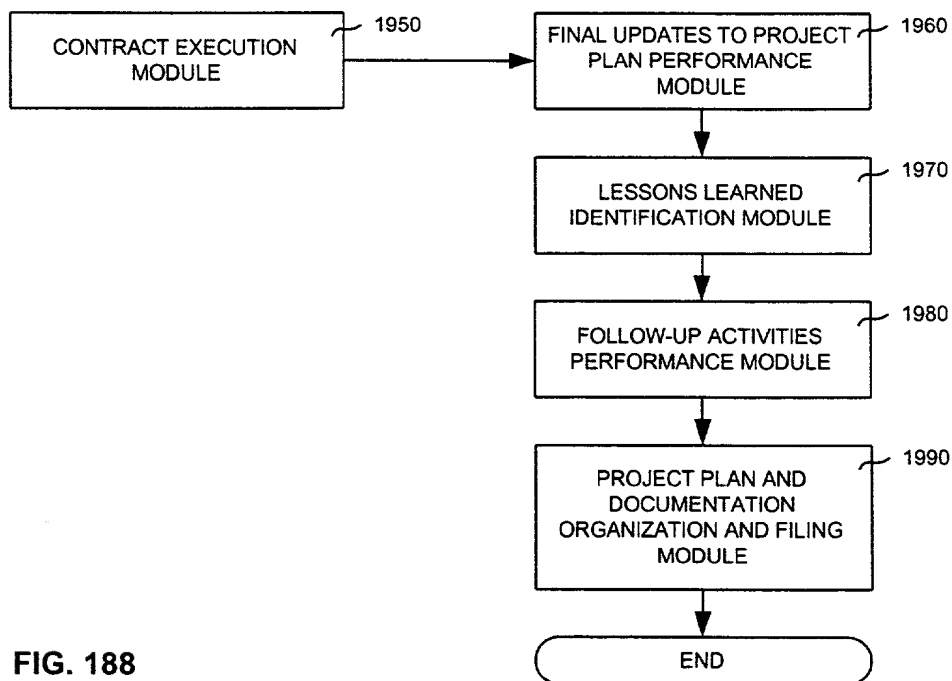 CONTRACT EXECUTION
MODULE
1950
FINAL UPDATES TO PROJECT
PLAN PERFORMANCE
MODULE
1960
LESSONS LEARNED
IDENTIFICATION MODULE
1970
FOLLOW-UP ACTIVITIES
PERFORMANCE MODULE
1980
PROJECT PLAN AND
DOCUMENTATION
ORGANIZATION AND FILING
MODULE
1990
END
FIG. 188